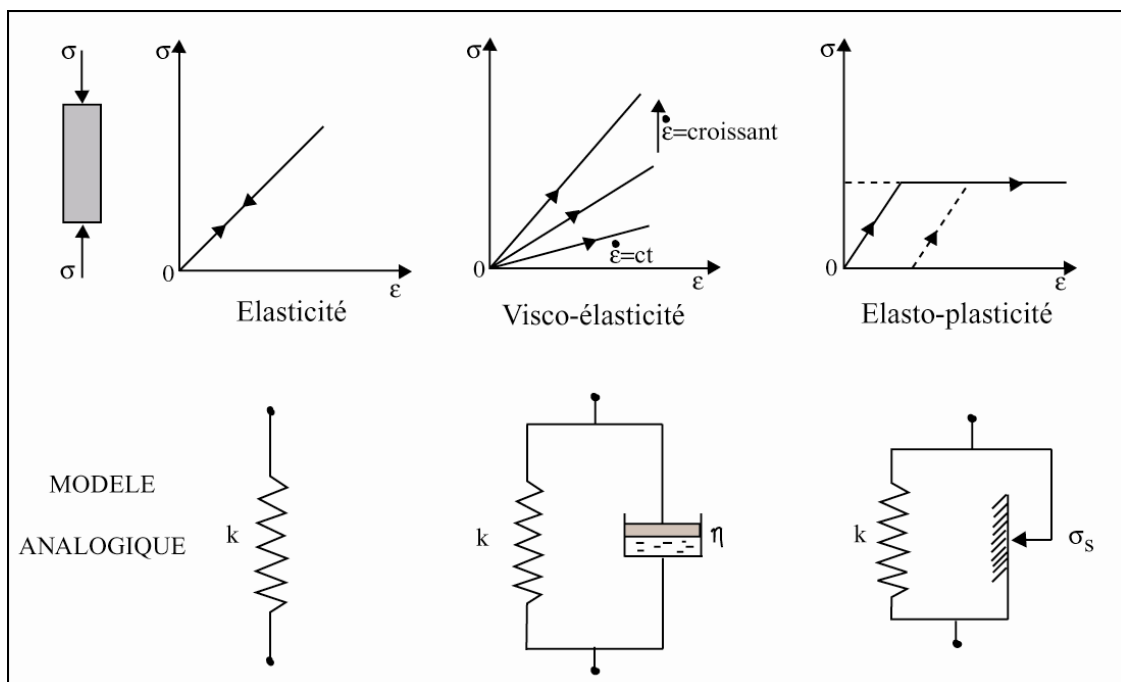 σ
σ
0
ε
Elasticité
σ
σ
ε̇=croissant
ε̇=ct
0
ε
Visco-élasticité
σ
0
ε
Elasto-plasticité
MODELE
ANALOGIQUE
k
k
η
k
σs